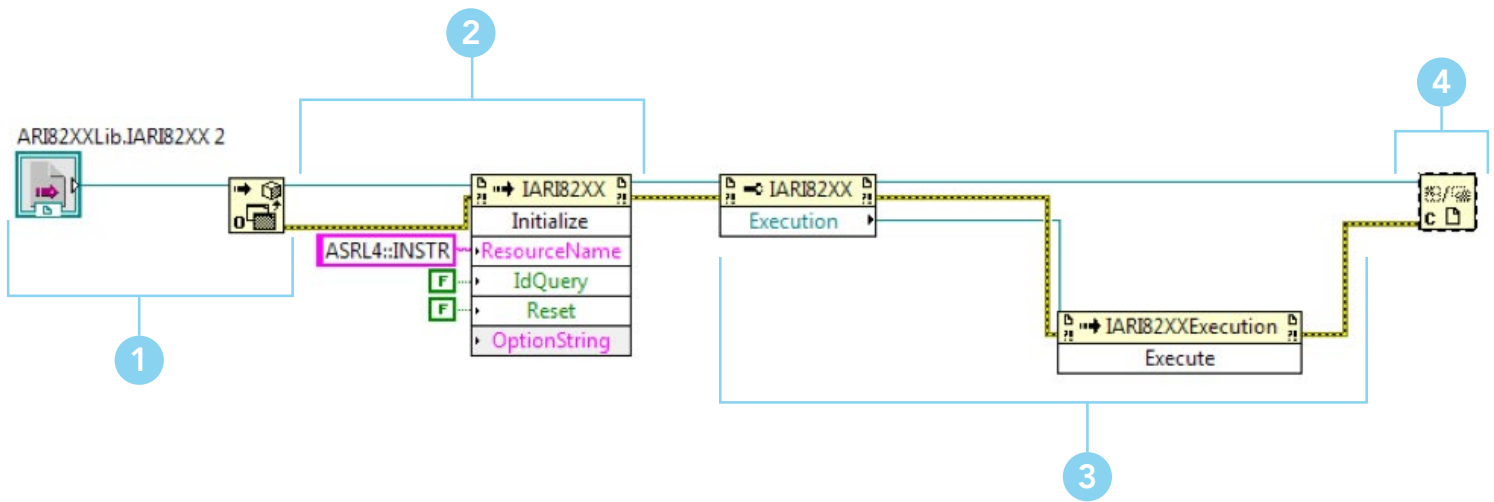 2
4
ARI82XXLib.IARI82XX 2
IARI82XX
Initialize
ASRL4::INSTR
ResourceName
F
IdQuery
F
Reset
OptionString
IARI82XX
Execution
IARI82XXExecution
Execute
C
0
1
3